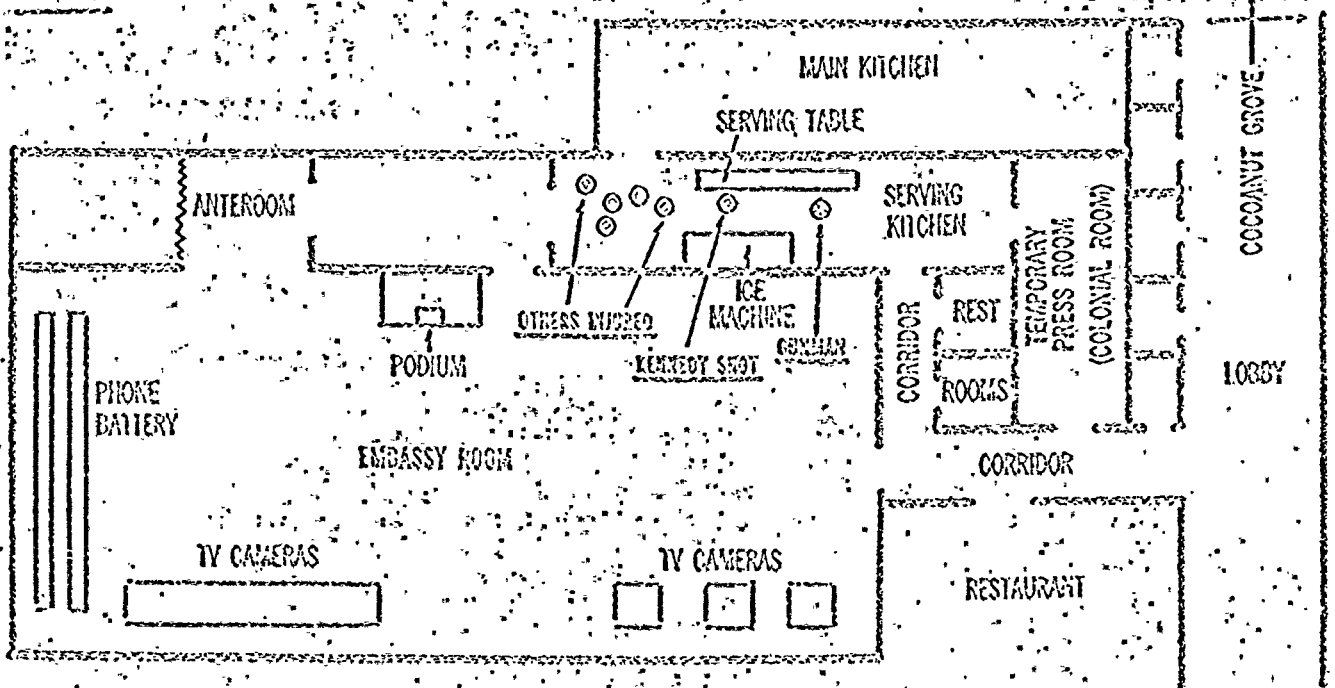 MAIN KITCHEN
SERVING TABLE
ANTEROOM
SERVING
KITCHEN
TEMPORARY
PRESS ROOM
(COLONIAL ROOM)
COCOANUT GROVE
OTHERS INJURED
ICE
MACHINE
KENNEDY SHOT
GUNMAN
PODIUM
CORRIDOR
REST
ROOMS
LOBBY
PHONE
BATTERY
EMBASSY ROOM
CORRIDOR
TV CAMERAS
TV CAMERAS
RESTAURANT